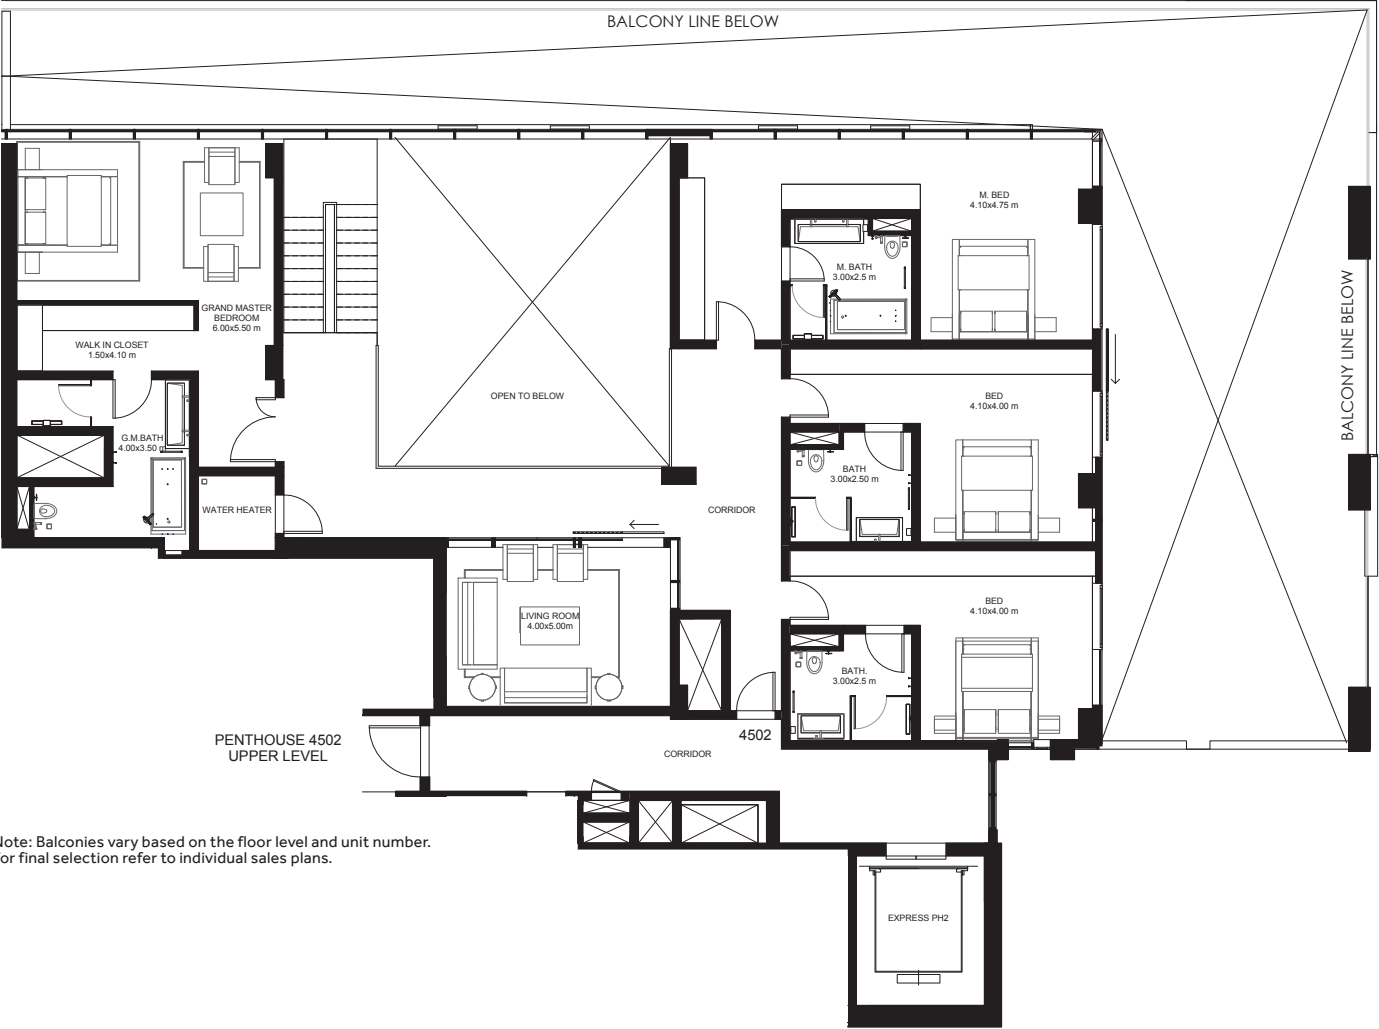 BALCONY LINE BELOW
M. BED
4.10x4.75 m
M. BATH
3.00x2.5 m
GRAND MASTER
BEDROOM
6.00x5.50 m
WALK IN CLOSET
1.50x4.10 m
BALCONY LINE BELOW
OPEN TO BELOW
BED
4.10x4.00 m
G.M.BATH
4.00x3.50 m
BATH
3.00x2.50 m
WATER HEATER
CORRIDOR
BED
4.10x4.00 m
LIVING ROOM
4.00x5.00m
BATH.
3.00x2.5 m
PENTHOUSE 4502
UPPER LEVEL
4502
CORRIDOR
Note: Balconies vary based on the floor level and unit number.
or final selection refer to individual sales plans.
EXPRESS PH2